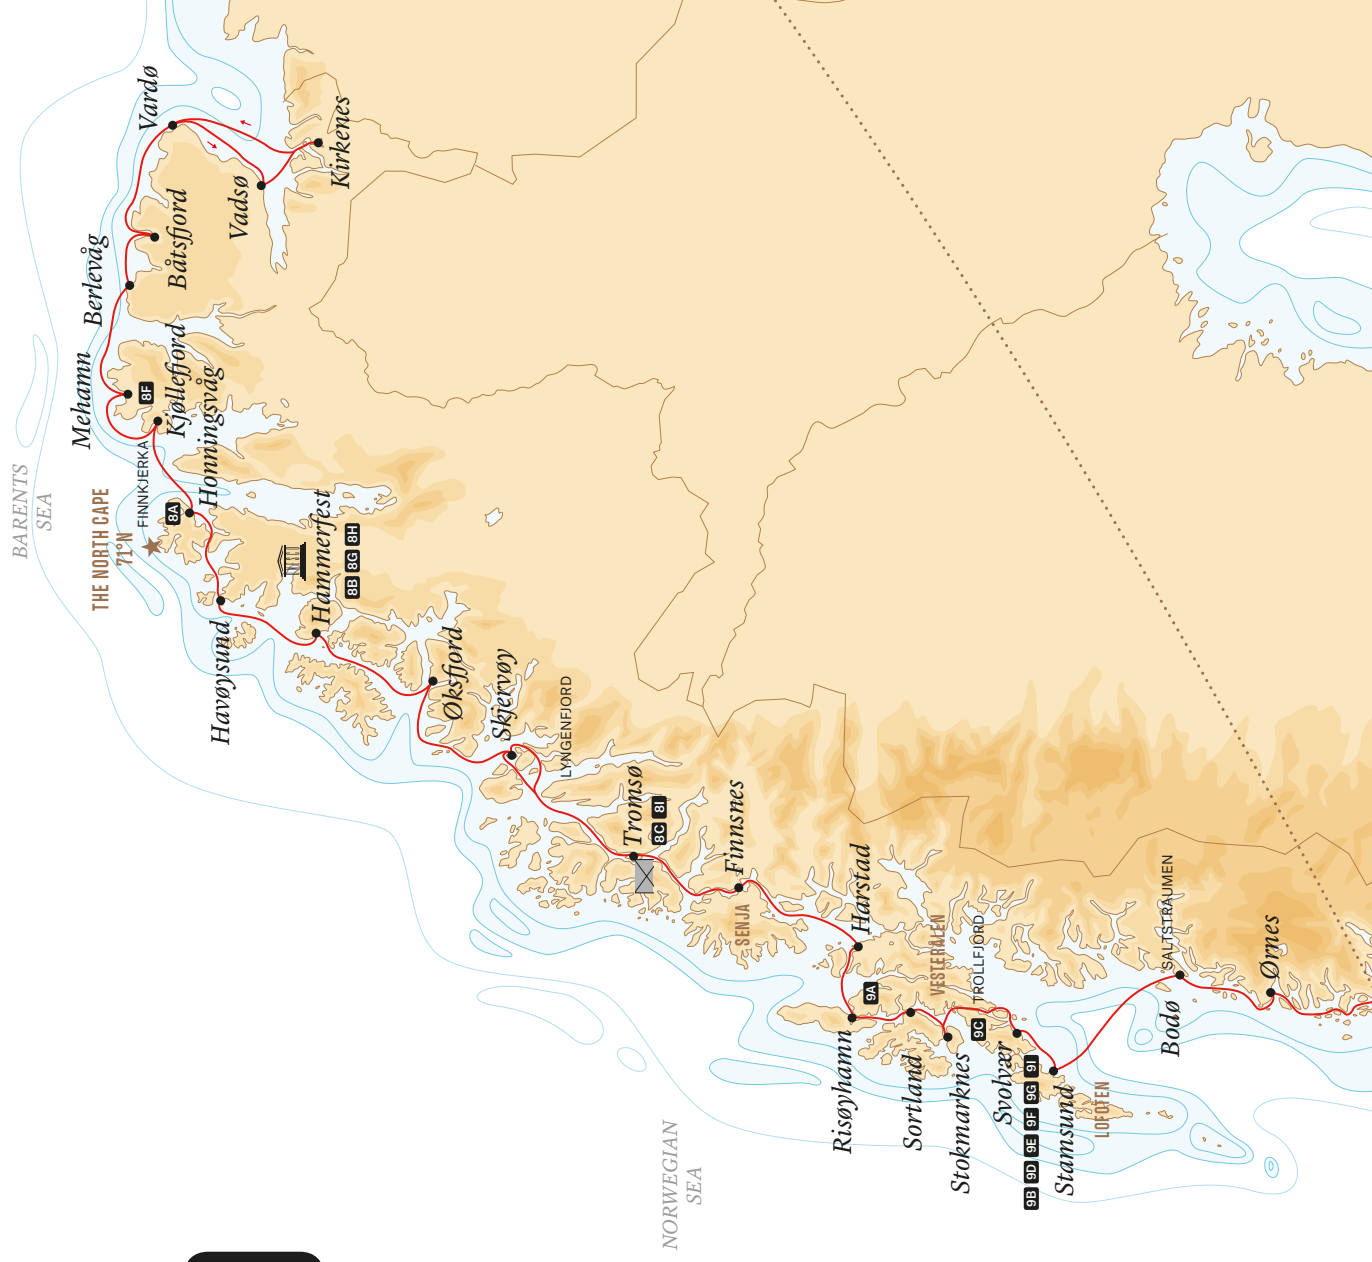 BARENTS
SEA
THE NORTH CAPE
71°N
FINNKJERKA
Vardø
Kirkenes
Vadsø
Båtsfjord
Berlevåg
Mehamn
8F
Kjøllefjord
Honningsvåg
8A
Havøysund
UNESCO
Hammerfest
8B 8G 8H
Øksfjord
Skjervøy
LYNGENFJORD
Tromsø
8C 8I
Finnsnes
SENJA
Harstad
9A
VESTERÅLEN
TROLLFJORD
9C
Risøyhamn
Sortland
Stokmarknes
Svolvær
9B 9D 9E 9F 9G 9I
Stamsund
LOFOTEN
SALTSTRAUMEN
Bodø
Ørnes
NORWEGIAN
SEA